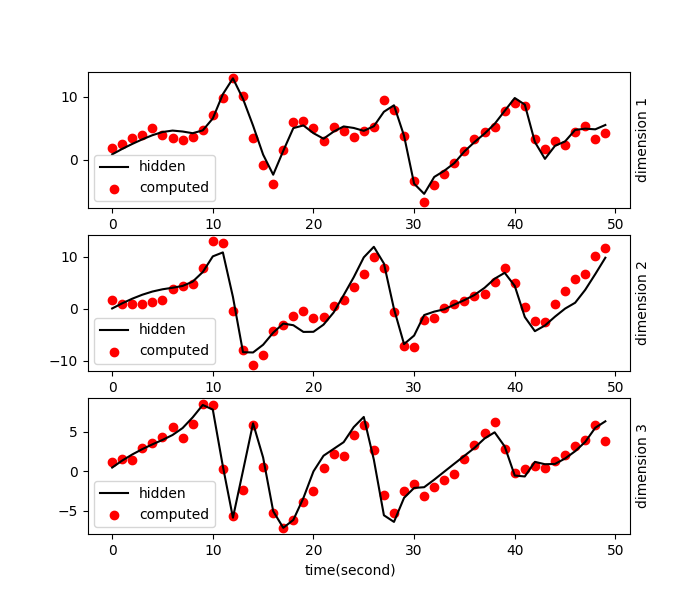 10
0
hidden
computed
0 10 20 30 40 50
dimension 1
10
0
−10
hidden
computed
0 10 20 30 40 50
dimension 2
5
0
−5
hidden
computed
0 10 20 30 40 50
dimension 3
time(second)